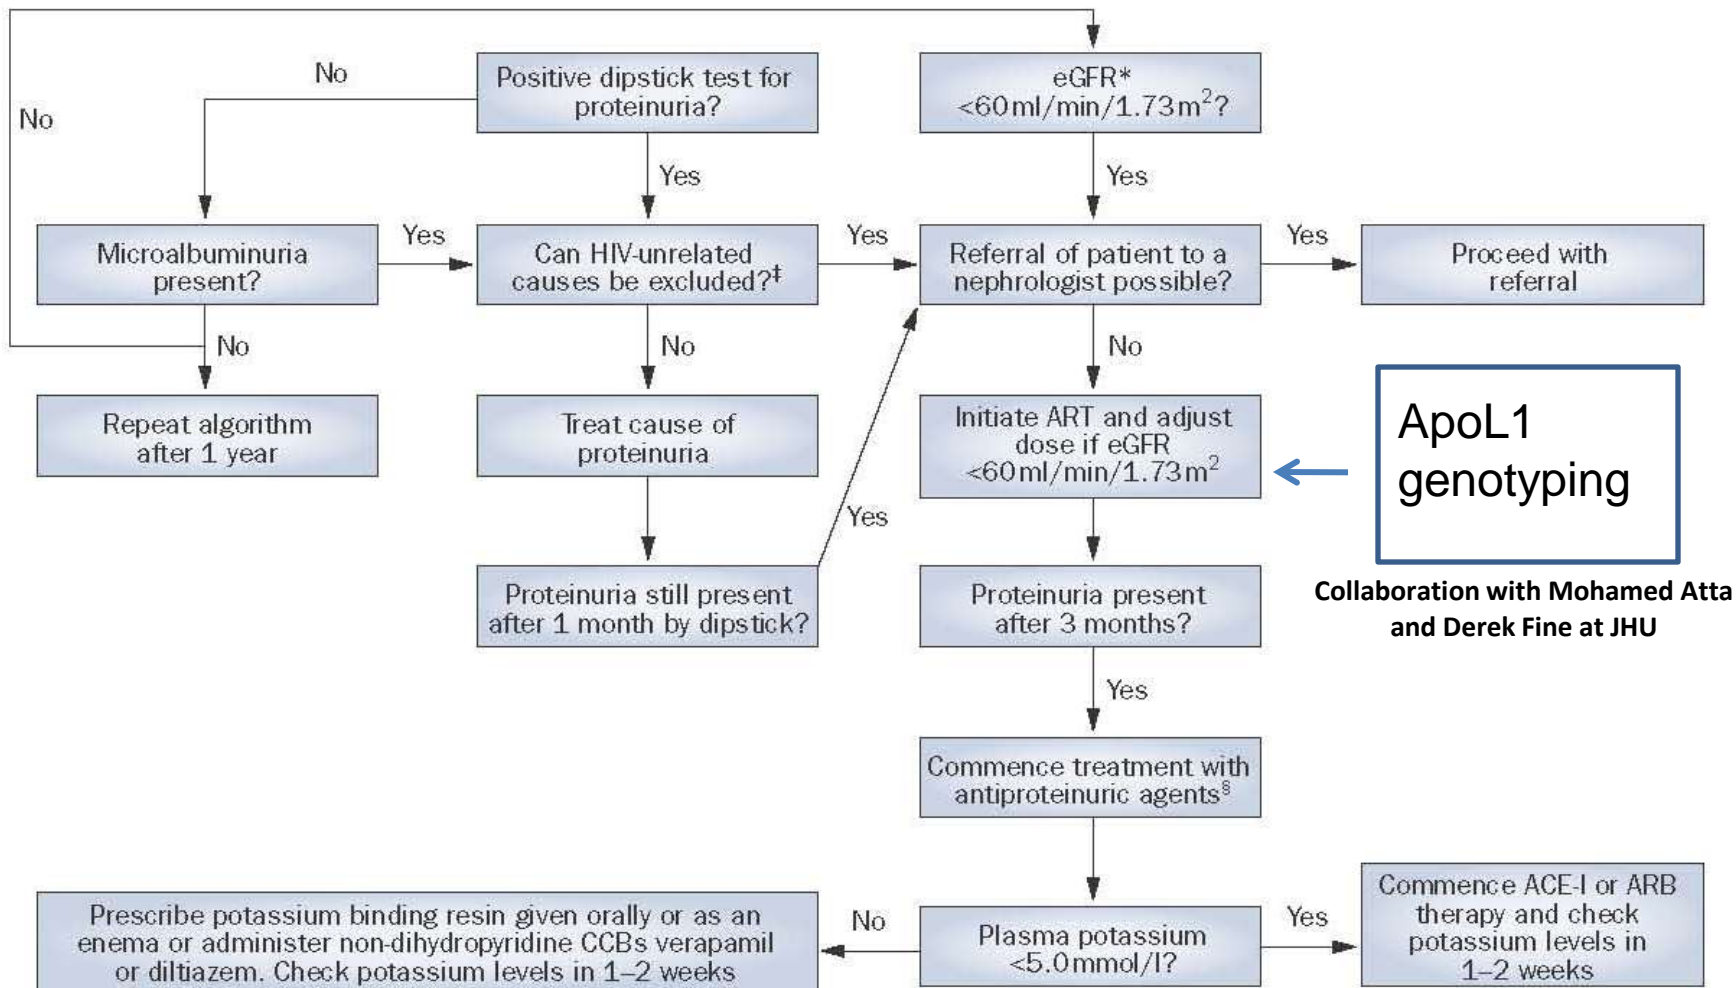 No
Positive dipstick test for
proteinuria?
eGFR*
<60 ml/min/1.73 m²?
No
Yes
Yes
Microalbuminuria
present?
Yes
Can HIV-unrelated
causes be excluded?‡
Yes
Referral of patient to a
nephrologist possible?
Yes
Proceed with
referral
No
No
No
Repeat algorithm
after 1 year
Treat cause of
proteinuria
Initiate ART and adjust
dose if eGFR
<60 ml/min/1.73 m²
ApoL1
genotyping
Yes
Proteinuria still present
after 1 month by dipstick?
Proteinuria present
after 3 months?
Collaboration with Mohamed Atta
and Derek Fine at JHU
Yes
Commence treatment with
antiproteinuric agents§
Prescribe potassium binding resin given orally or as an
enema or administer non-dihydropyridine CCBs verapamil
or diltiazem. Check potassium levels in 1–2 weeks
No
Plasma potassium
<5.0 mmol/l?
Yes
Commence ACE-I or ARB
therapy and check
potassium levels in
1–2 weeks